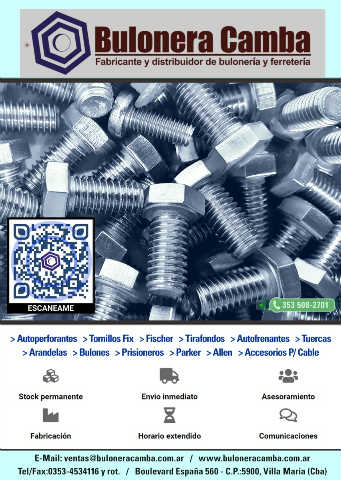 Bulonera Camba
Fabricante y distribuidor de bulonería y ferretería
ESCANEAME
353 508-2701
> Autoperforantes > Tornillos Fix > Fischer > Tirafondos > Autofrenantes > Tuercas
> Arandelas > Bulones > Prisioneros > Parker > Allen > Accesorios P/ Cable
Stock permanente Envío inmediato Asesoramiento
Fabricación Horario extendido Comunicaciones
E-Mail: ventas@buloneracamba.com.ar / www.buloneracamba.com.ar
Tel/Fax:0353-4534116 y rot. / Boulevard España 560 - C.P.:5900, Villa María (Cba)